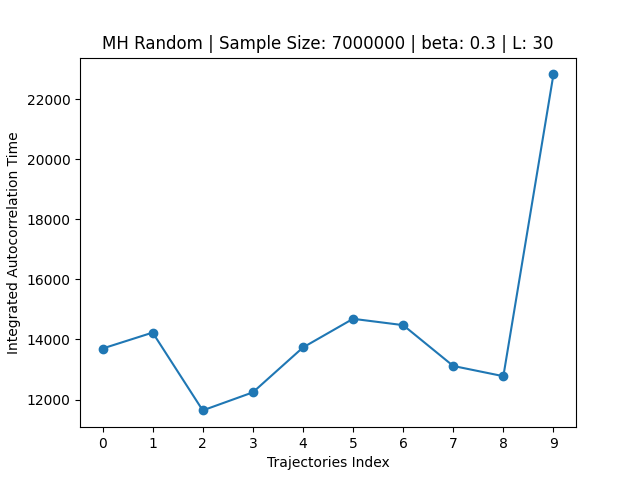 MH Random | Sample Size: 7000000 | beta: 0.3 | L: 30
Integrated Autocorrelation Time
22000
20000
18000
16000
14000
12000
0 1 2 3 4 5 6 7 8 9
Trajectories Index